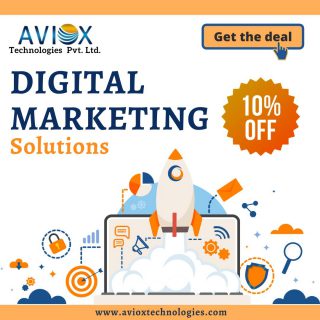 AVIOX
Technologies Pvt. Ltd.
Get the deal
DIGITAL
MARKETING
Solutions
10%
OFF
www.avioxtechnologies.com